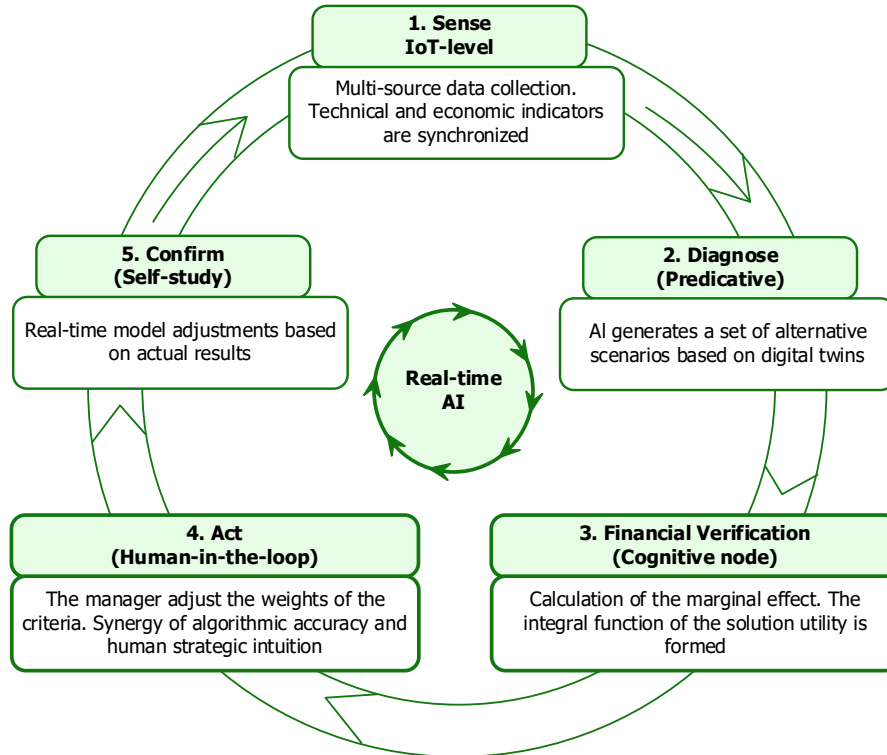 1. Sense
IoT-level
Multi-source data collection.
Technical and economic indicators
are synchronized
2. Diagnose
(Predicative)
AI generates a set of alternative
scenarios based on digital twins
3. Financial Verification
(Cognitive node)
Calculation of the marginal effect. The
integral function of the solution utility is
formed
4. Act
(Human-in-the-loop)
The manager adjust the weights of the
criteria. Synergy of algorithmic accuracy and
human strategic intuition
5. Confirm
(Self-study)
Real-time model adjustments based
on actual results
Real-time
AI